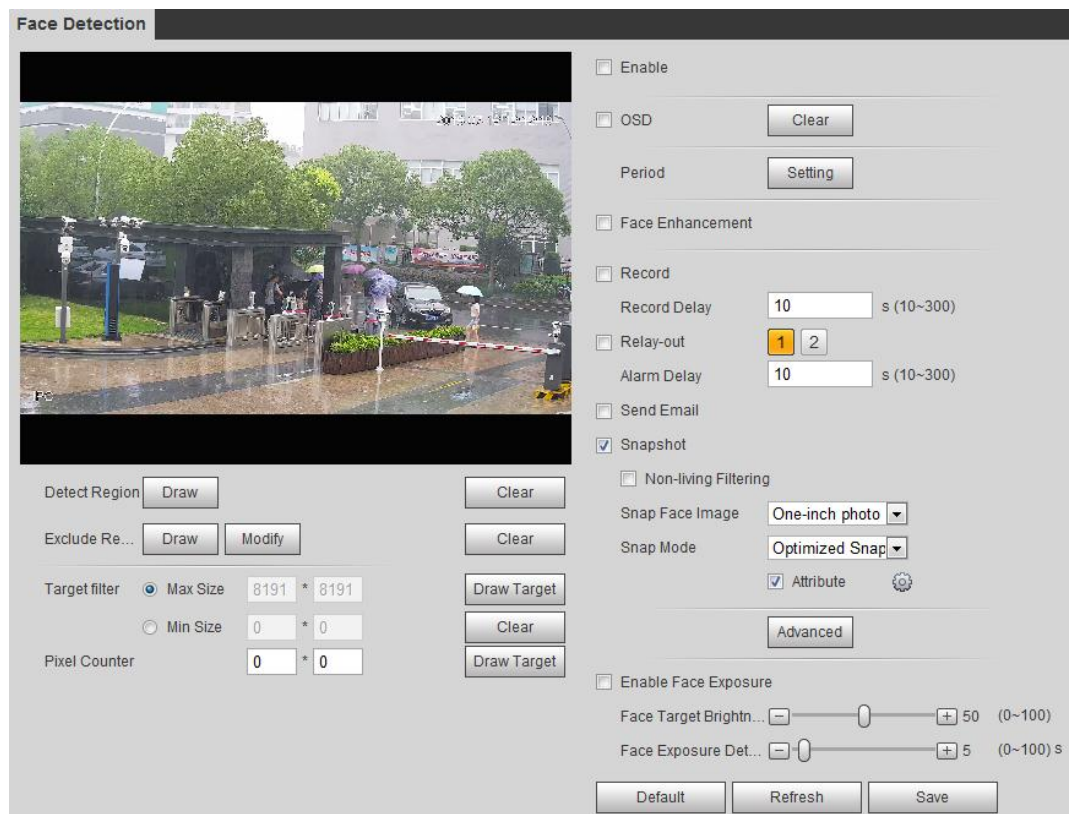 Face Detection
Enable
OSD Clear
Period Setting
Face Enhancement
Record
Record Delay 10 s (10~300)
Relay-out 1 2
Alarm Delay 10 s (10~300)
Send Email
Snapshot
Non-living Filtering
Snap Face Image One-inch photo
Snap Mode Optimized Snap
Attribute
Advanced
Enable Face Exposure
Face Target Brightn... 50 (0~100)
Face Exposure Det... 5 (0~100) s
Default Refresh Save
PC
Detect Region Draw Clear
Exclude Re... Draw Modify Clear
Target filter Max Size 8191 * 8191 Draw Target
Min Size 0 * 0 Clear
Pixel Counter 0 * 0 Draw Target